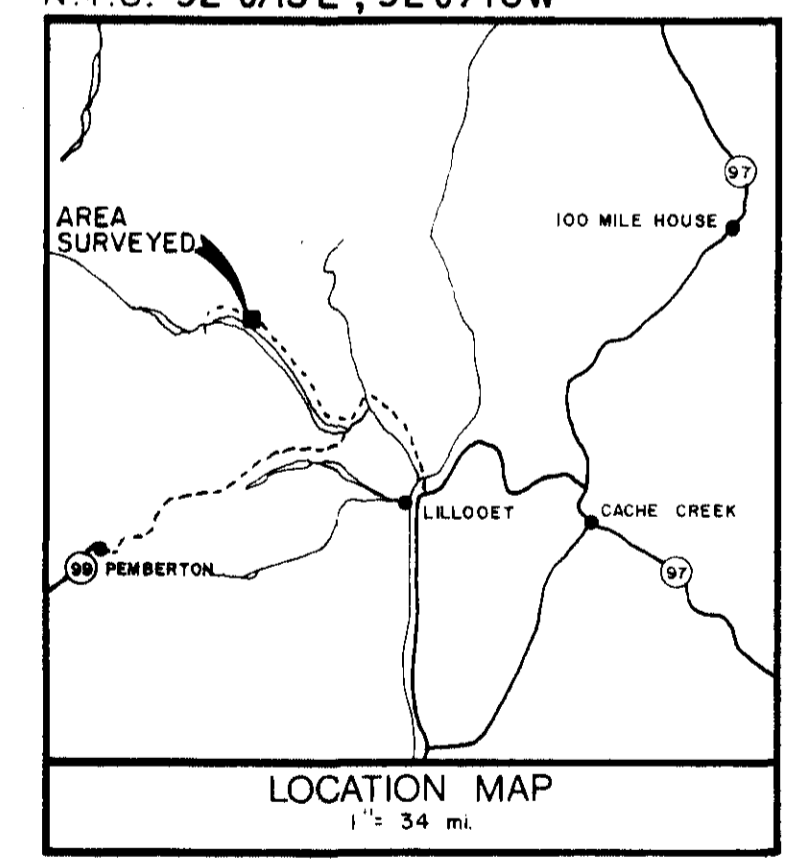 97
100 MILE HOUSE
AREA
SURVEYED
LILLOOET
CACHE CREEK
99 PEMBERTON
97
LOCATION MAP
1"= 34 mi.